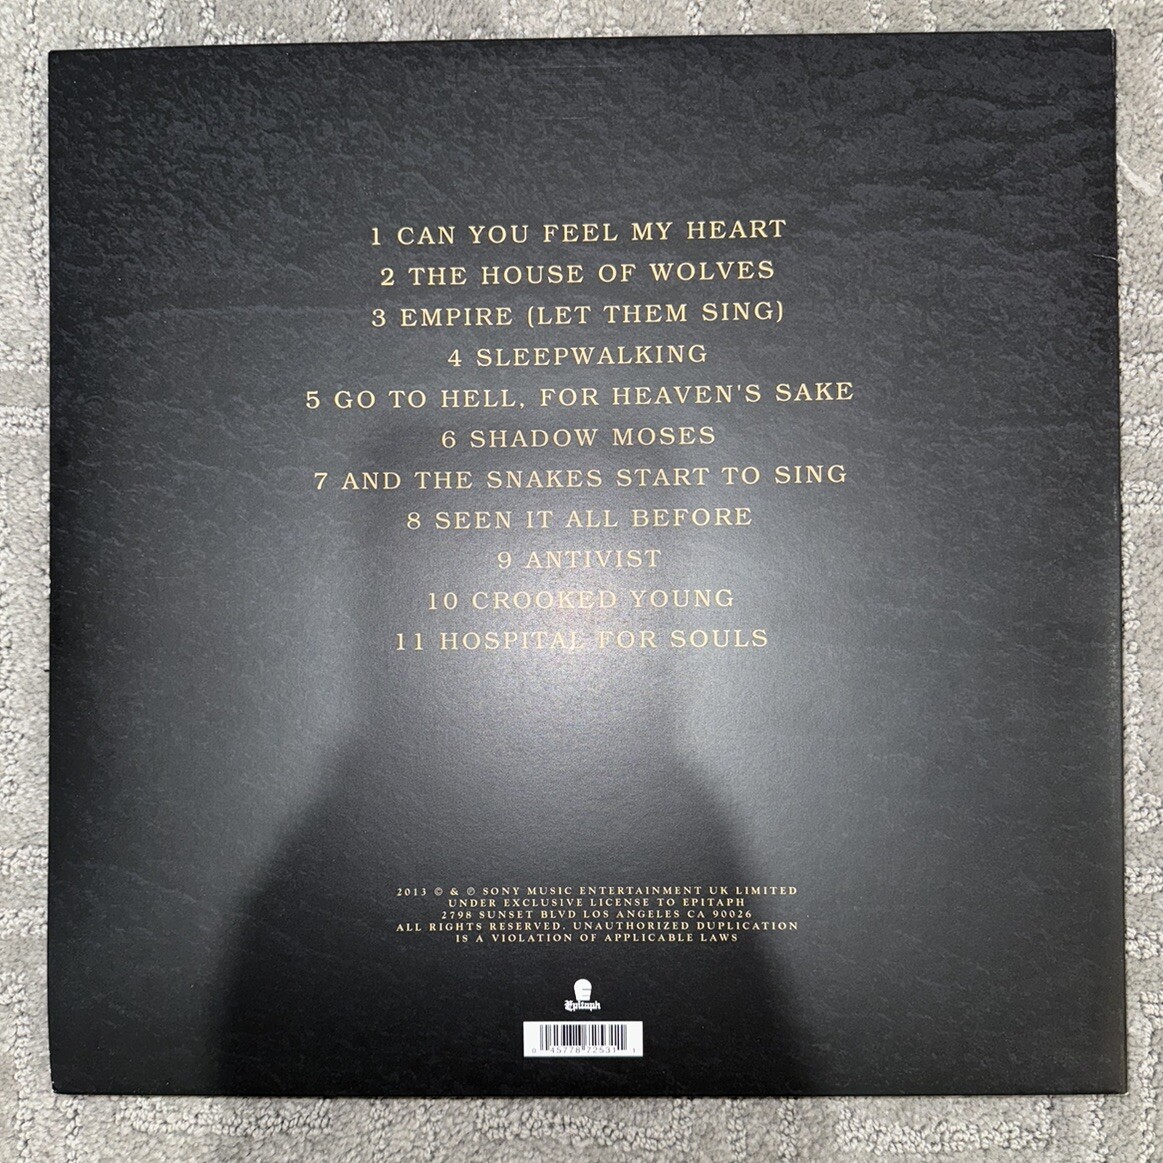 1 CAN YOU FEEL MY HEART
2 THE HOUSE OF WOLVES
3 EMPIRE (LET THEM SING)
4 SLEEPWALKING
5 GO TO HELL, FOR HEAVEN'S SAKE
6 SHADOW MOSES
7 AND THE SNAKES START TO SING
8 SEEN IT ALL BEFORE
9 ANTIVIST
10 CROOKED YOUNG
11 HOSPITAL FOR SOULS
2013 © & ℗ SONY MUSIC ENTERTAINMENT UK LIMITED
UNDER EXCLUSIVE LICENSE TO EPITAPH
2798 SUNSET BLVD LOS ANGELES CA 90026
ALL RIGHTS RESERVED. UNAUTHORIZED DUPLICATION
IS A VIOLATION OF APPLICABLE LAWS
Epitaph
0 45778 72531 1